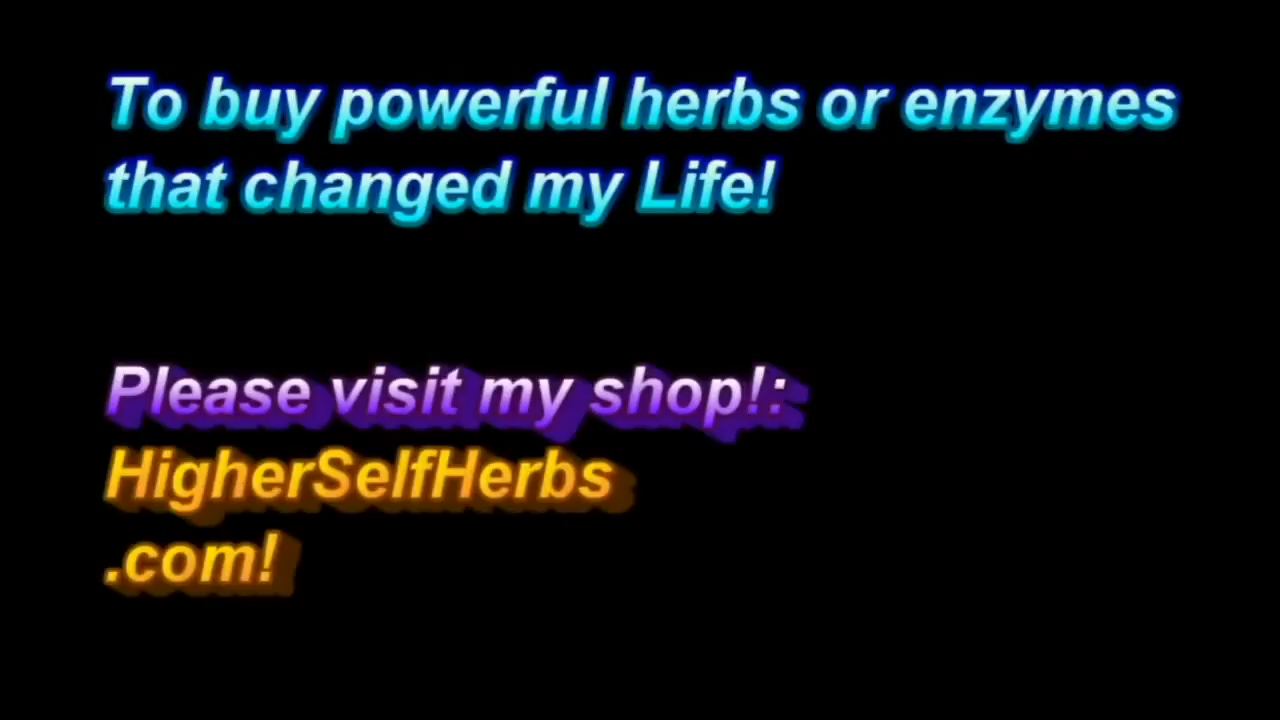 To buy powerful herbs or enzymes
that changed my Life!
Please visit my shop!:
HigherSelfHerbs
.com!